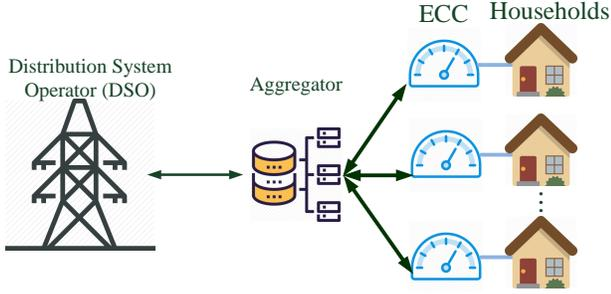 ECC Households
Distribution System
Operator (DSO)
Aggregator